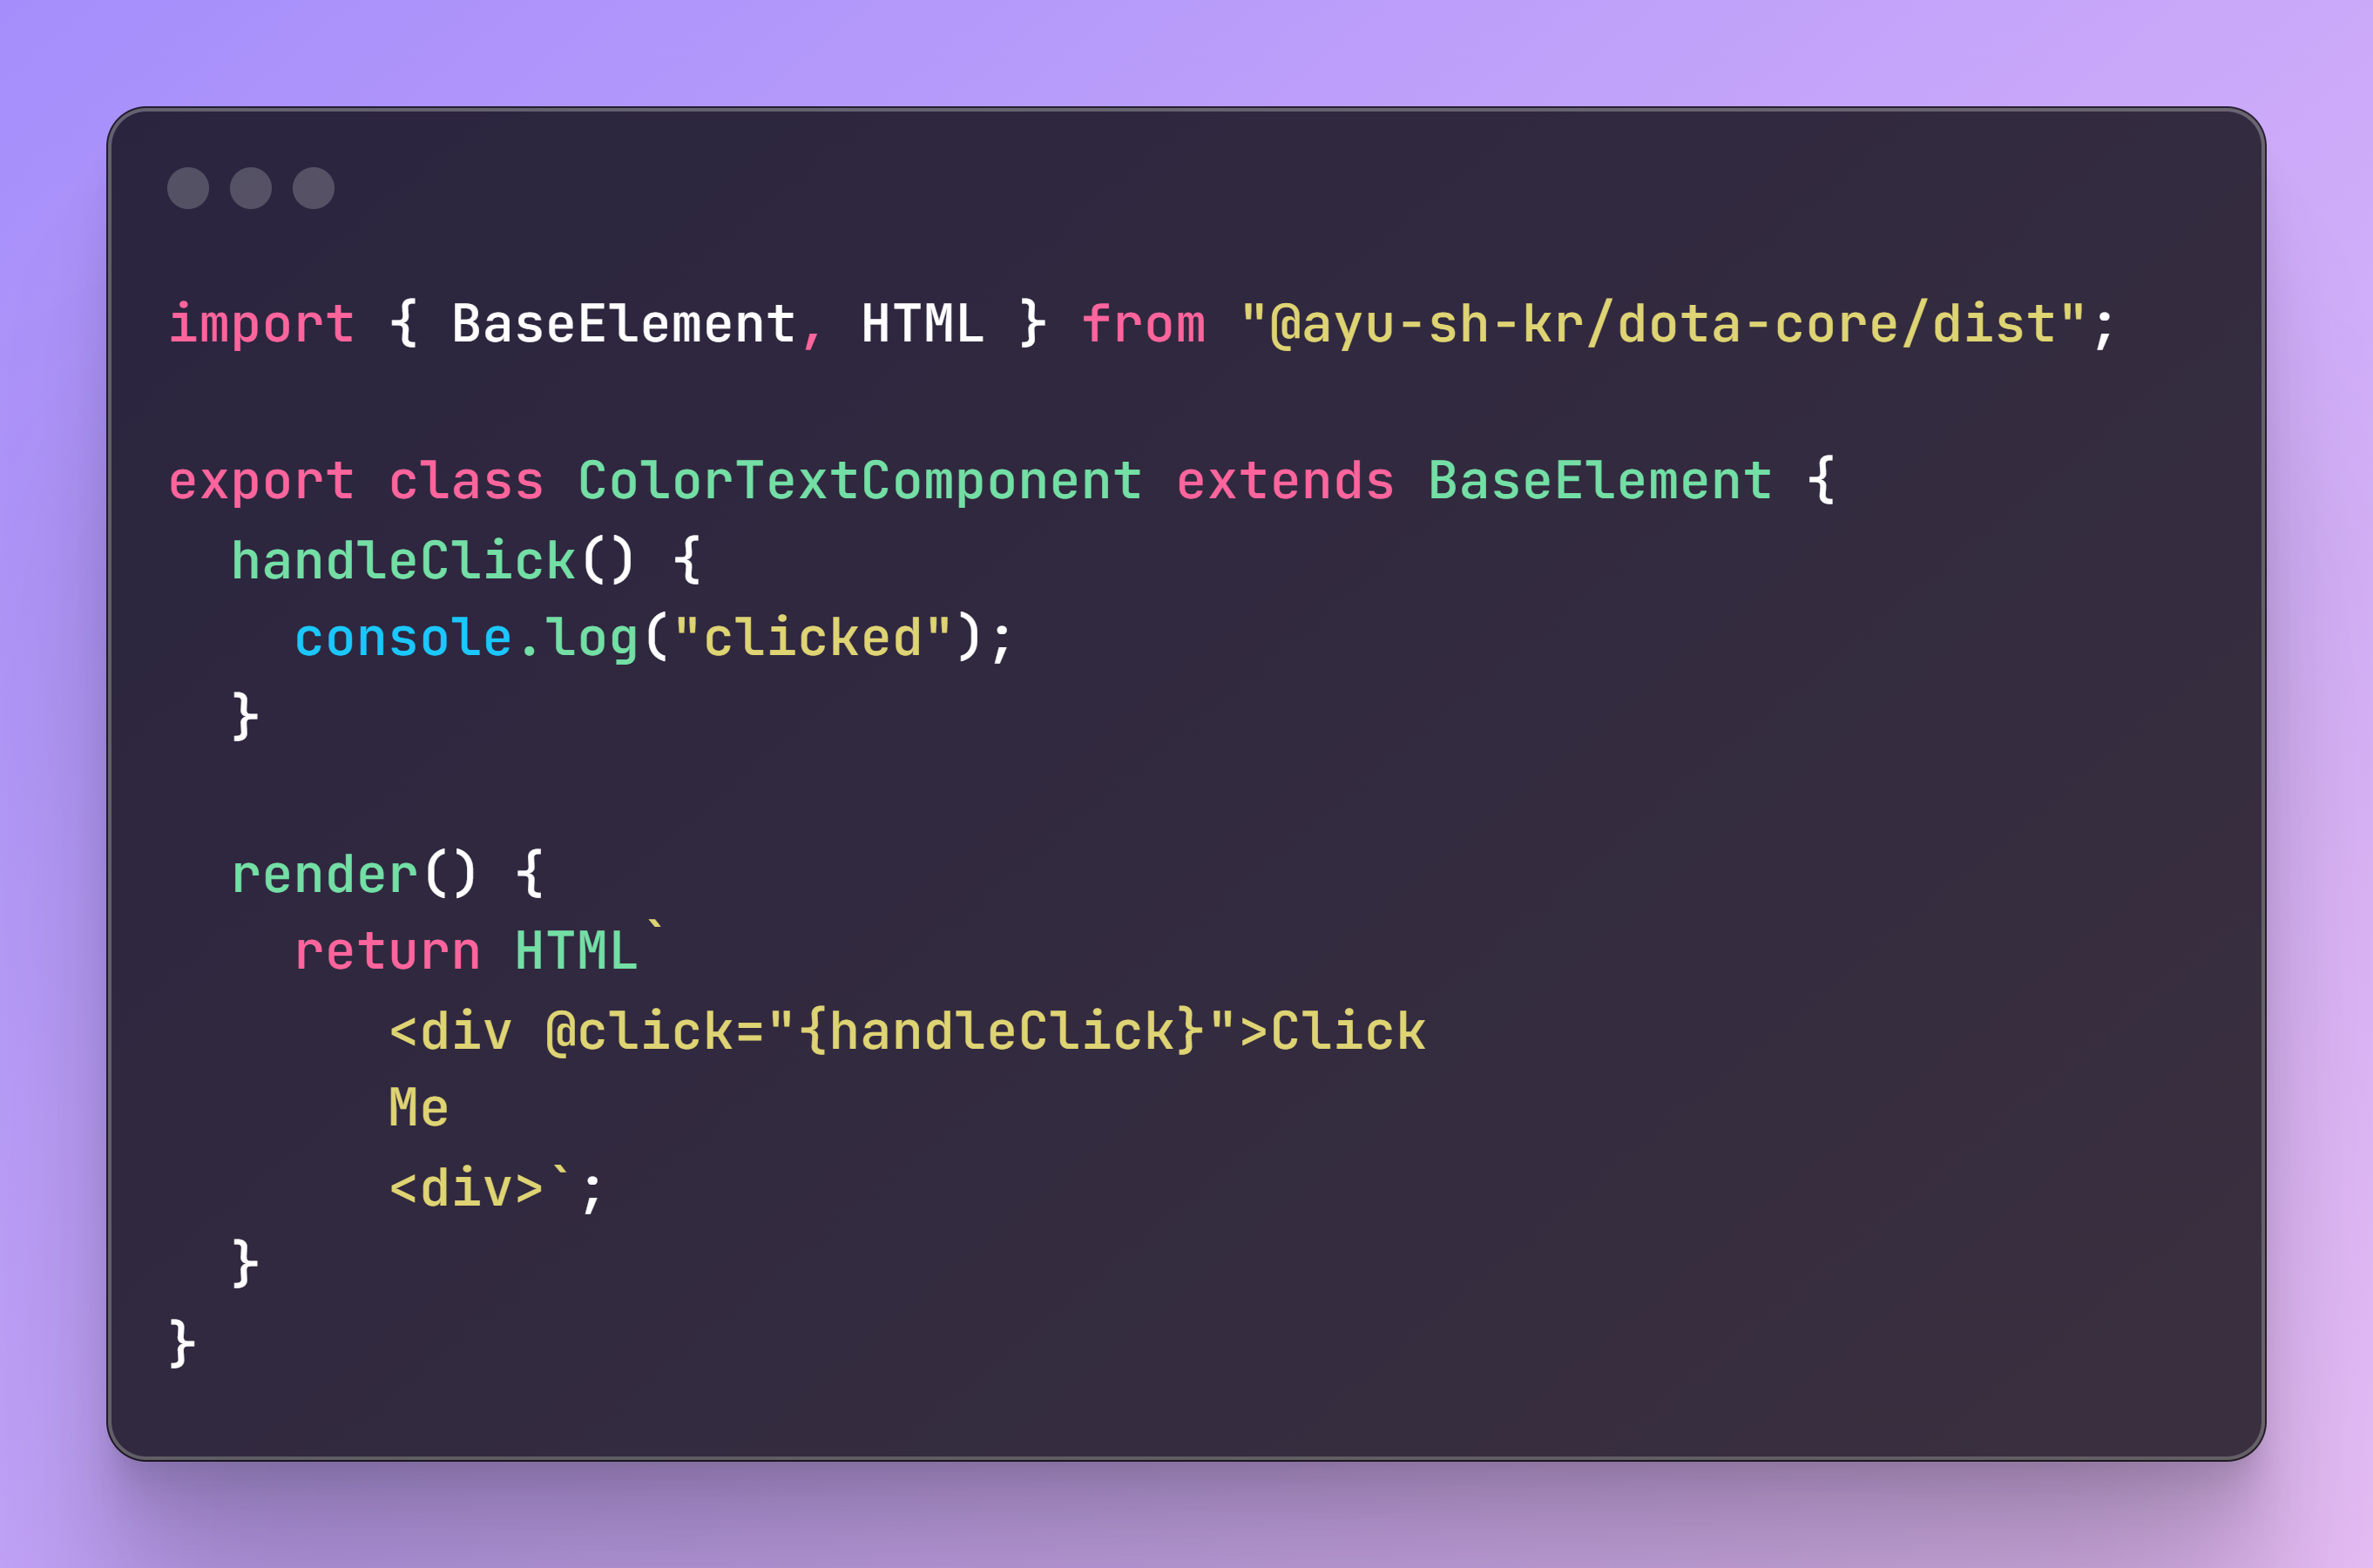 import { BaseElement, HTML } from "@ayu-sh-kr/dota-core/dist";

export class ColorTextComponent extends BaseElement {
  handleClick() {
    console.log("clicked");
  }

  render() {
    return HTML`
       <div @click="{handleClick}">Click
       Me
       <div>`;
  }
}